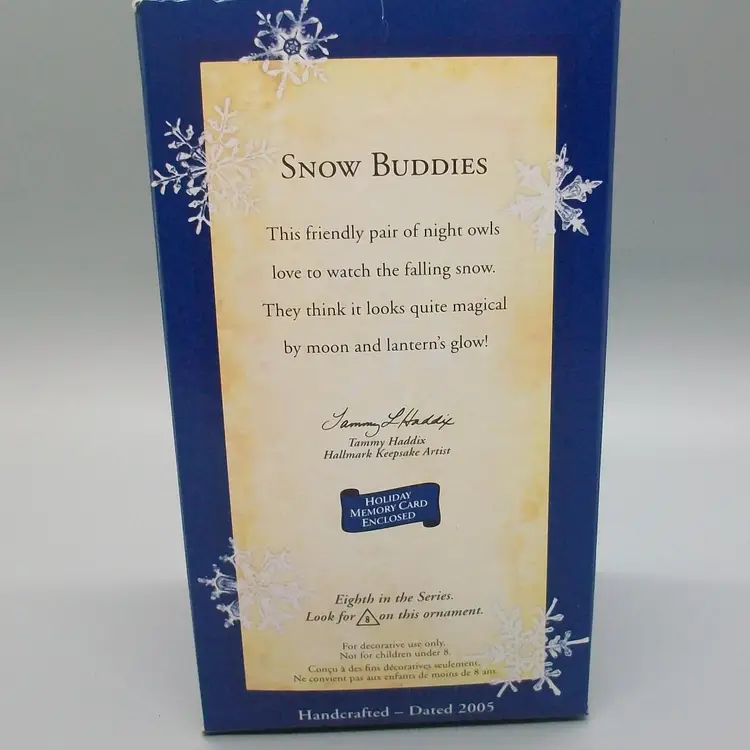 SNOW BUDDIES
This friendly pair of night owls
love to watch the falling snow.
They think it looks quite magical
by moon and lantern's glow!
Tammy L Haddix
Tammy Haddix
Hallmark Keepsake Artist
HOLIDAY
MEMORY CARD
ENCLOSED
Eighth in the Series.
Look for 8 on this ornament.
For decorative use only.
Not for children under 8.
Conçu à des fins décoratives seulement.
Ne convient pas aux enfants de moins de 8 ans.
Handcrafted – Dated 2005